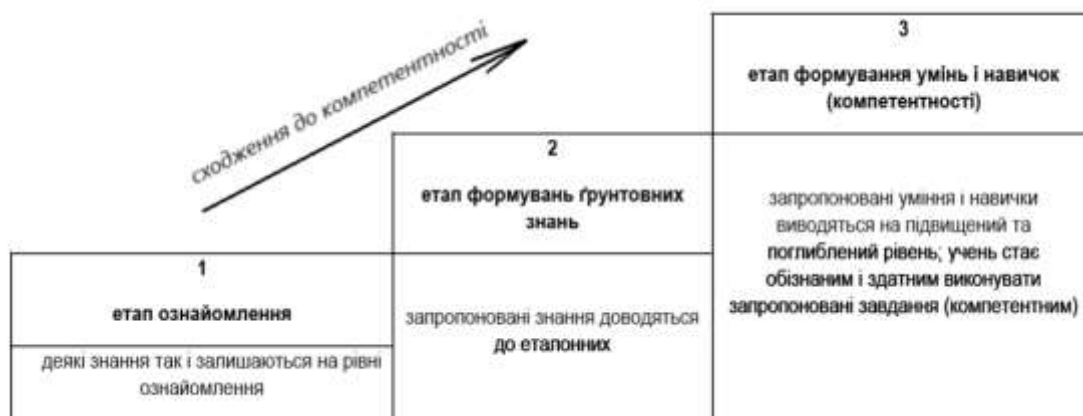 сходження до компетентності
3
етап формування умінь і навичок
(компетентності)
2
етап формувань ґрунтовних
знань
запропоновані уміння і навички
виводяться на підвищений та
поглиблений рівень; учень стає
обізнаним і здатним виконувати
запропоновані завдання (компетентним)
1
етап ознайомлення
запропоновані знання доводяться
до еталонних
деякі знання так і залишаються на рівні
ознайомлення